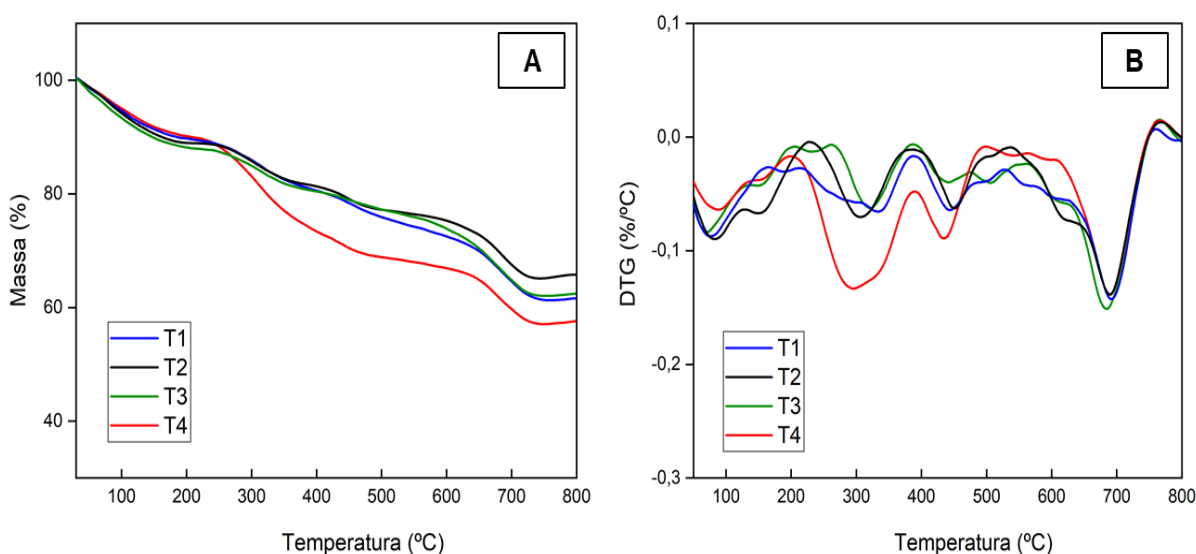 A
Massa (%)
100
80
60
40
T1
T2
T3
T4
100 200 300 400 500 600 700 800
Temperatura (ºC)
B
DTG (%/ºC)
0,1
0,0
-0,1
-0,2
-0,3
T1
T2
T3
T4
100 200 300 400 500 600 700 800
Temperatura (ºC)